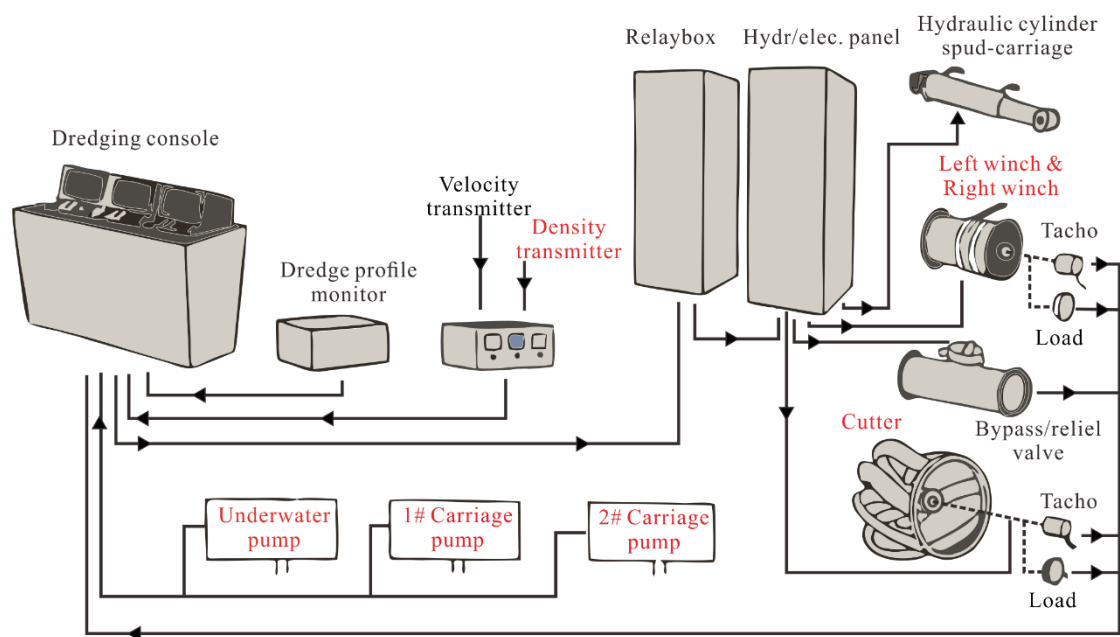 Relaybox
Hydr/elec. panel
Hydraulic cylinder
spud-carriage
Dredging console
Velocity
transmitter
Density
transmitter
Dredge profile
monitor
Left winch &
Right winch
Tacho
Load
Bypass/reliel
valve
Cutter
Tacho
Load
Underwater
pump
1# Carriage
pump
2# Carriage
pump